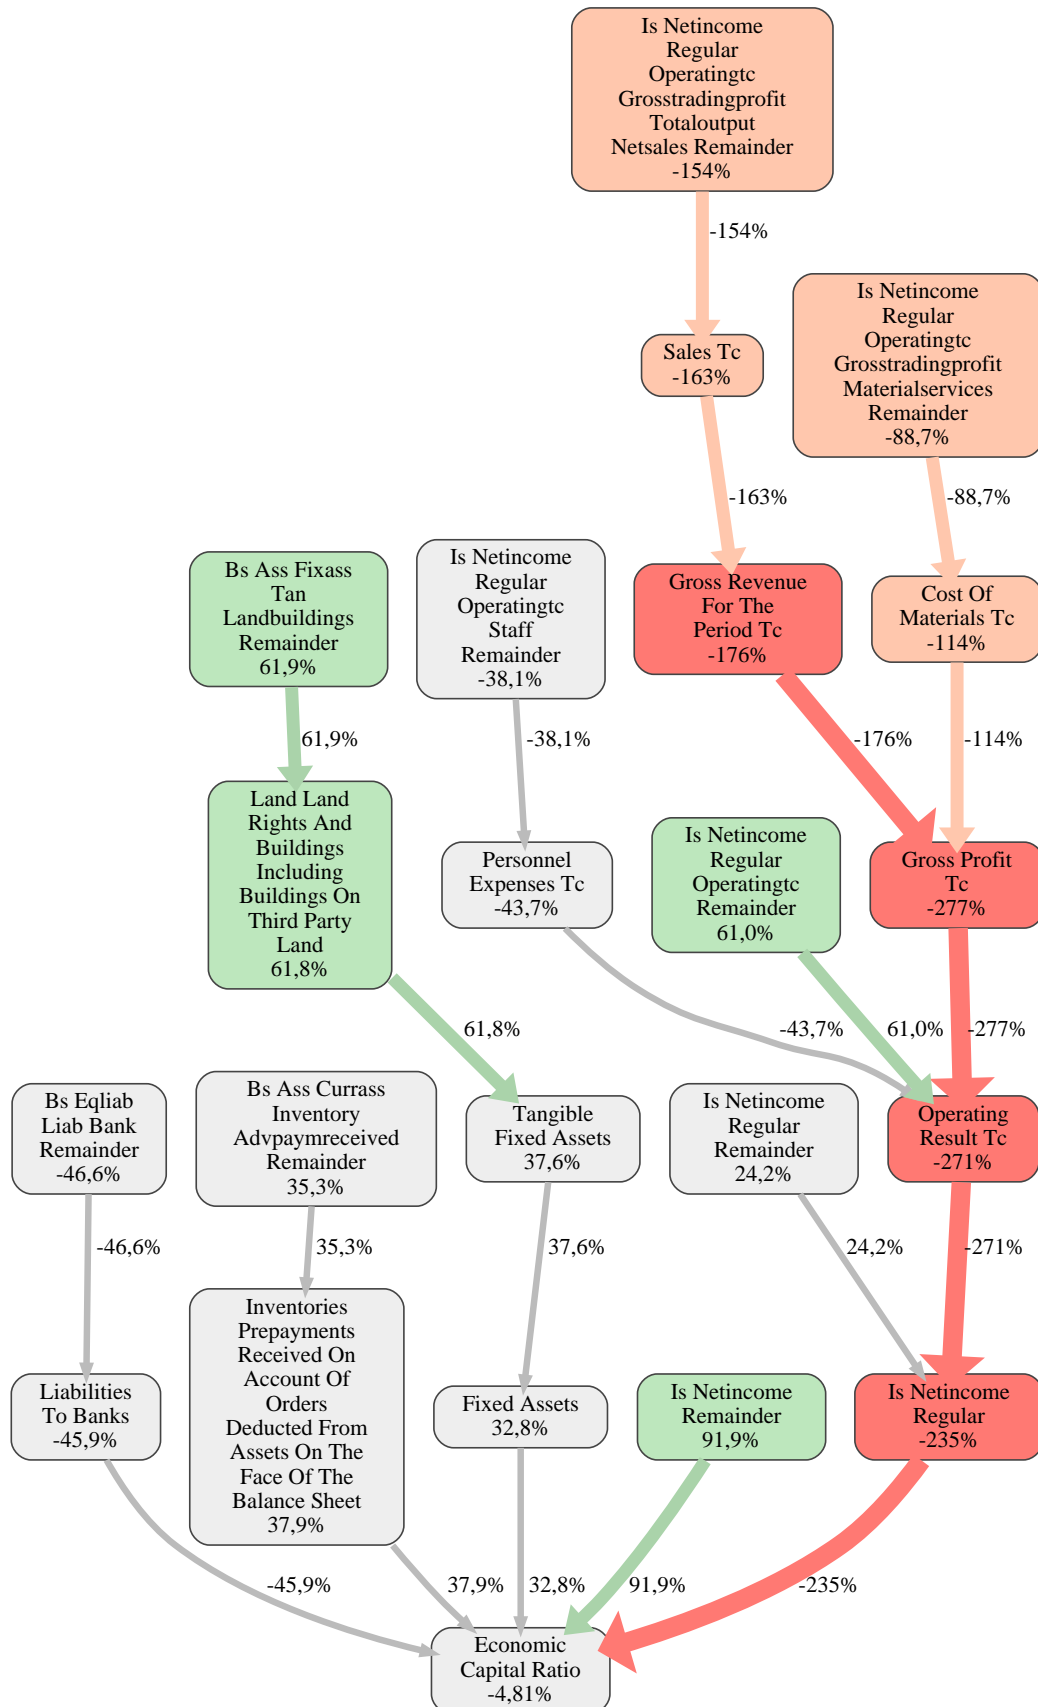 Is Netincome
Regular
Operatingtc
Grosstradingprofit
Totaloutput
Netsales Remainder
-154%
-154%
Is Netincome
Regular
Operatingtc
Grosstradingprofit
Materialservices
Remainder
-88,7%
Sales Tc
-163%
-163%
-88,7%
Bs Ass Fixass
Tan
Landbuildings
Remainder
61,9%
Is Netincome
Regular
Operatingtc
Staff
Remainder
-38,1%
Gross Revenue
For The
Period Tc
-176%
Cost Of
Materials Tc
-114%
61,9%
-38,1%
-176%
-114%
Land Land
Rights And
Buildings
Including
Buildings On
Third Party
Land
61,8%
Personnel
Expenses Tc
-43,7%
Is Netincome
Regular
Operatingtc
Remainder
61,0%
Gross Profit
Tc
-277%
61,8%
-43,7%
61,0%
-277%
Bs Eqliab
Liab Bank
Remainder
-46,6%
Bs Ass Currass
Inventory
Advpaymreceived
Remainder
35,3%
Tangible
Fixed Assets
37,6%
Is Netincome
Regular
Remainder
24,2%
Operating
Result Tc
-271%
-46,6%
35,3%
37,6%
24,2%
-271%
Liabilities
To Banks
-45,9%
Inventories
Prepayments
Received On
Account Of
Orders
Deducted From
Assets On The
Face Of The
Balance Sheet
37,9%
Fixed Assets
32,8%
Is Netincome
Remainder
91,9%
Is Netincome
Regular
-235%
-45,9%
37,9%
32,8%
91,9%
-235%
Economic
Capital Ratio
-4,81%